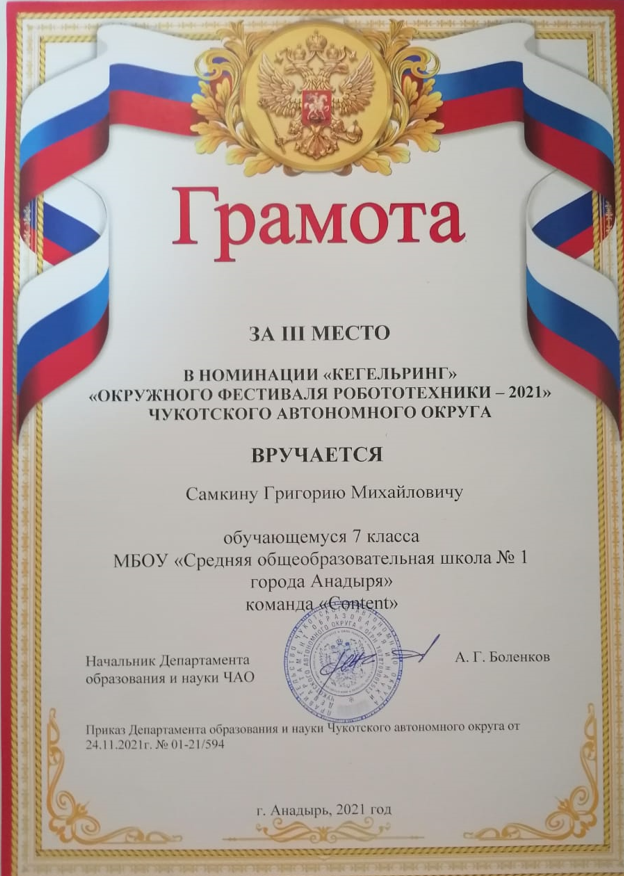 Грамота
ЗА III МЕСТО
В НОМИНАЦИИ «КЕГЕЛЬРИНГ»
«ОКРУЖНОГО ФЕСТИВАЛЯ РОБОТОТЕХНИКИ – 2021»
ЧУКОТСКОГО АВТОНОМНОГО ОКРУГА
ВРУЧАЕТСЯ
Самкину Григорию Михайловичу
обучающемуся 7 класса
МБОУ «Средняя общеобразовательная школа № 1
города Анадыря»
команда «Content»
Начальник Департамента
образования и науки ЧАО
А. Г. Боленков
Приказ Департамента образования и науки Чукотского автономного округа от
24.11.2021г. № 01-21/594
г. Анадырь, 2021 год